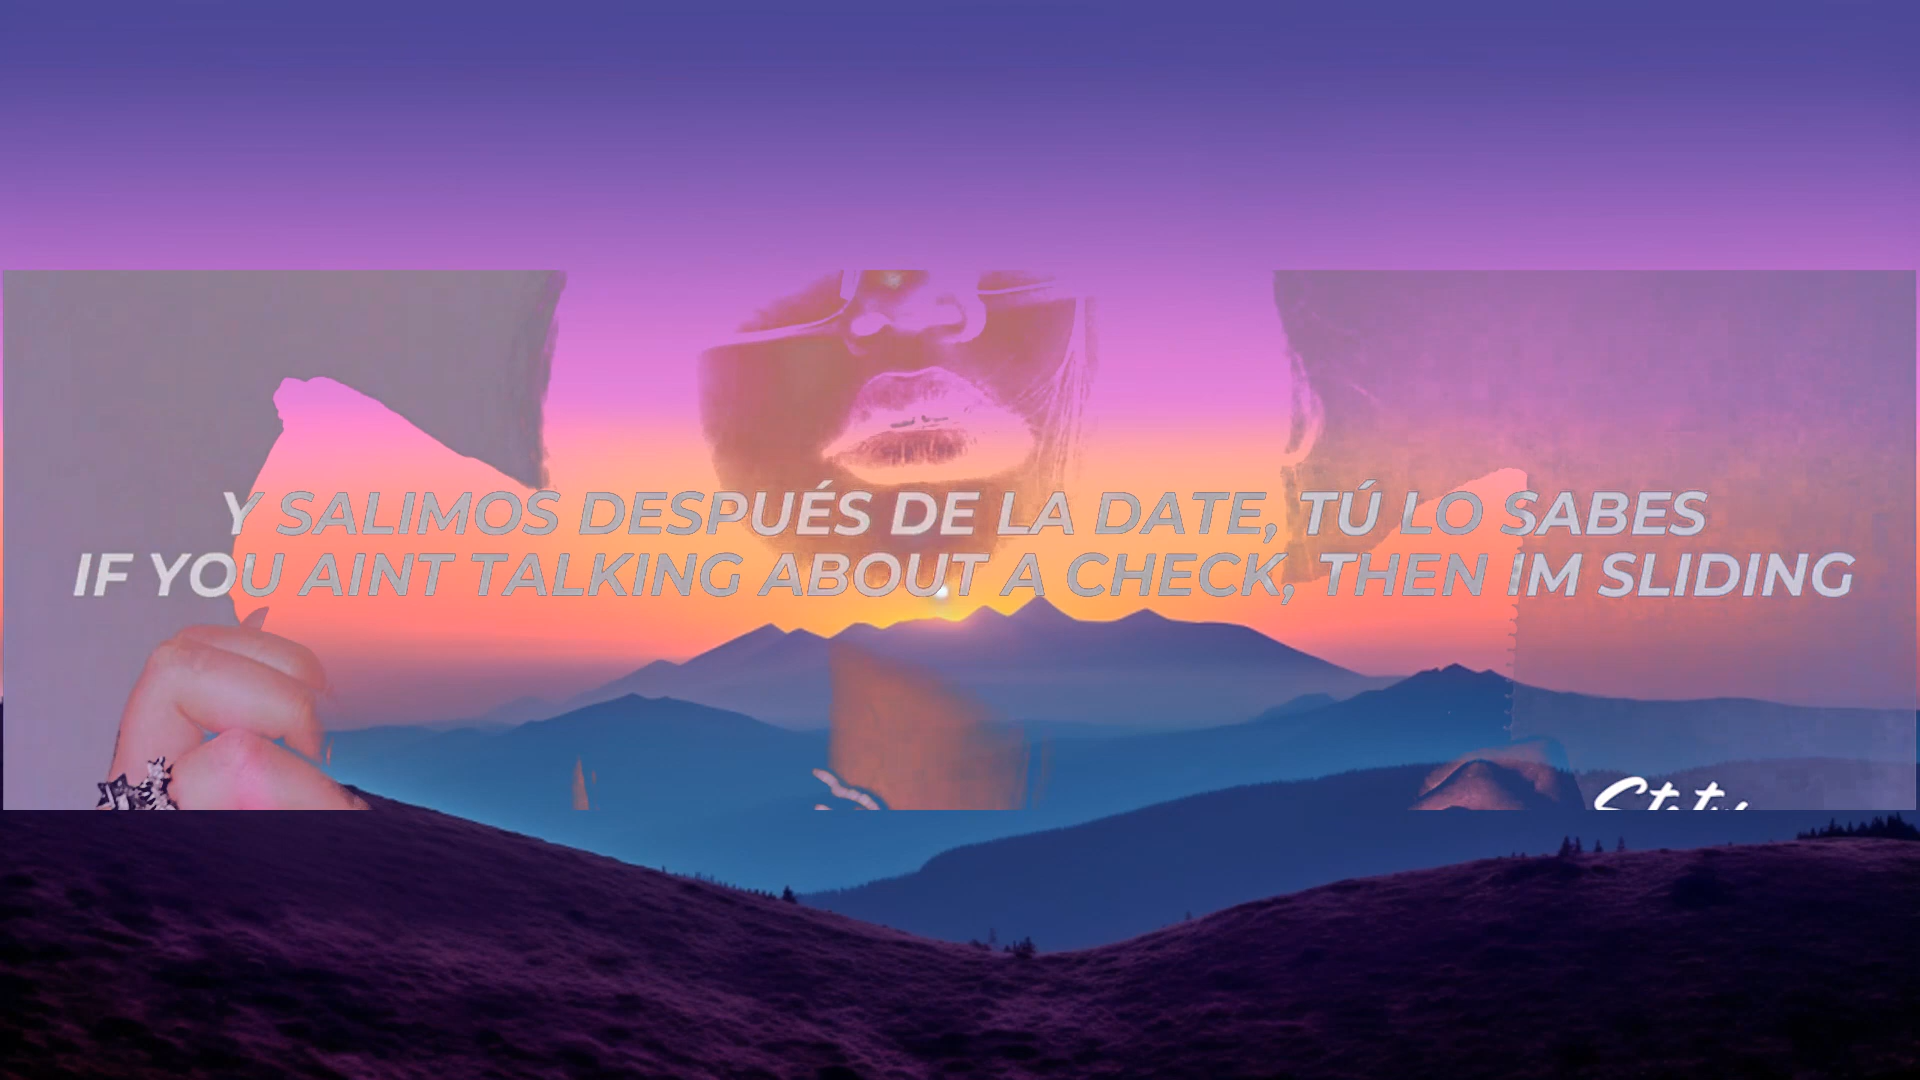 Y SALIMOS DESPUÉS DE LA DATE, TÚ LO SABES
IF YOU AINT TALKING ABOUT A CHECK, THEN IM SLIDING